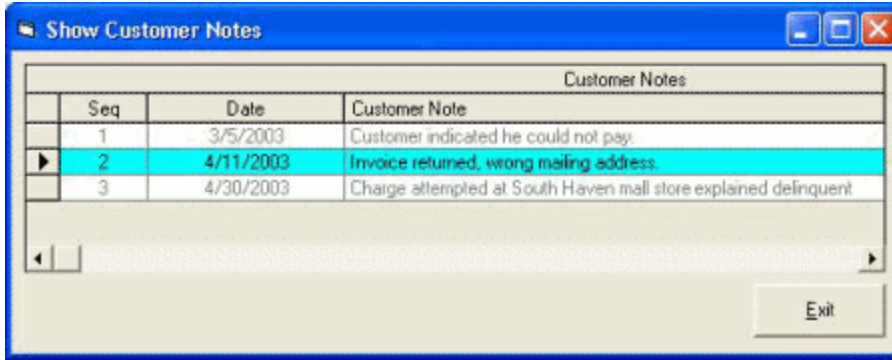 Show Customer Notes
Customer Notes
Seq Date Customer Note
1 3/5/2003 Customer indicated he could not pay.
2 4/11/2003 Invoice returned, wrong mailing address.
3 4/30/2003 Charge attempted at South Haven mall store explained delinquent
Exit